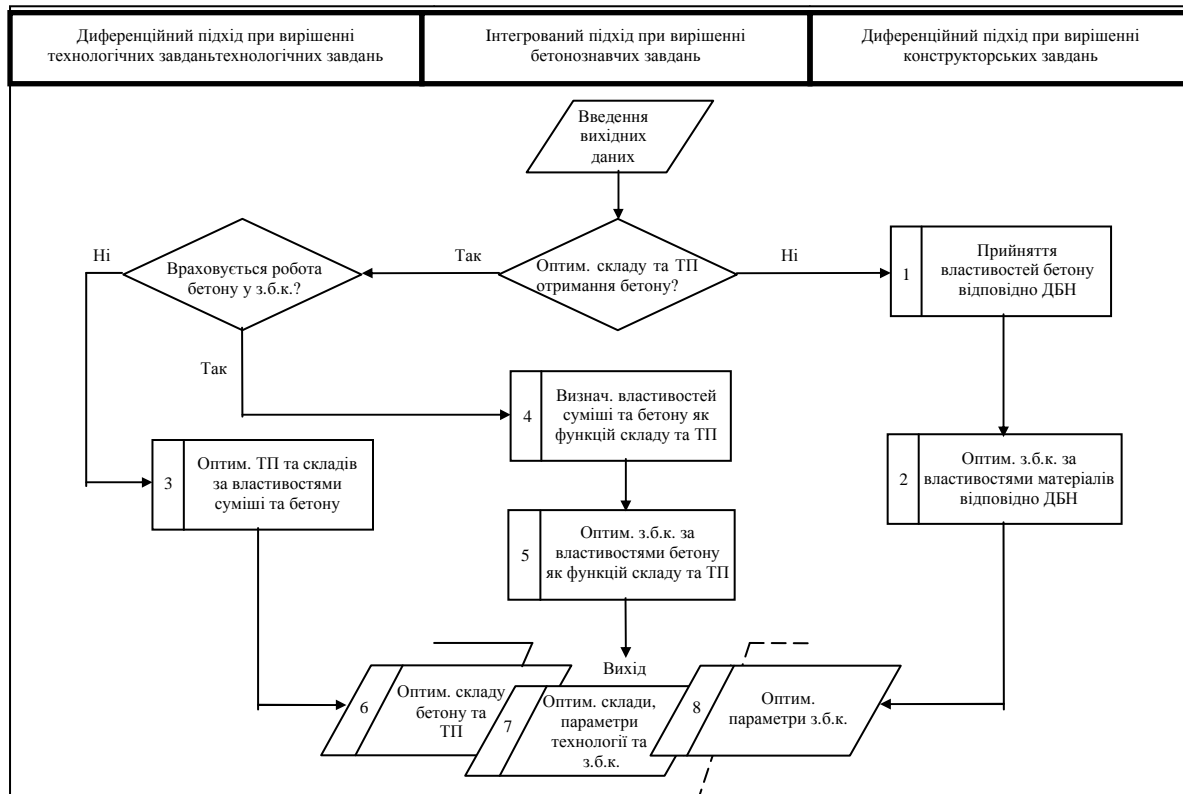 Диференційний підхід при вирішенні
технологічних завданьтехнологічних завдань
Інтегрований підхід при вирішенні
бетонознавчих завдань
Диференційний підхід при вирішенні
конструкторських завдань
Введення
вихідних
даних
Ні
Враховується робота
бетону у з.б.к.?
Так
Оптим. складу та ТП
отримання бетону?
Ні
1
Прийняття
властивостей бетону
відповідно ДБН
Так
4
Визнач. властивостей
суміші та бетону як
функцій складу та ТП
3
Оптим. ТП та складів
за властивостями
суміші та бетону
2
Оптим. з.б.к. за
властивостями матеріалів
відповідно ДБН
5
Оптим. з.б.к. за
властивостями бетону
як функцій складу та ТП
Вихід
6
Оптим. складу
бетону та
ТП
7
Оптим. склади,
параметри
технології та
з.б.к.
8
Оптим.
параметри з.б.к.